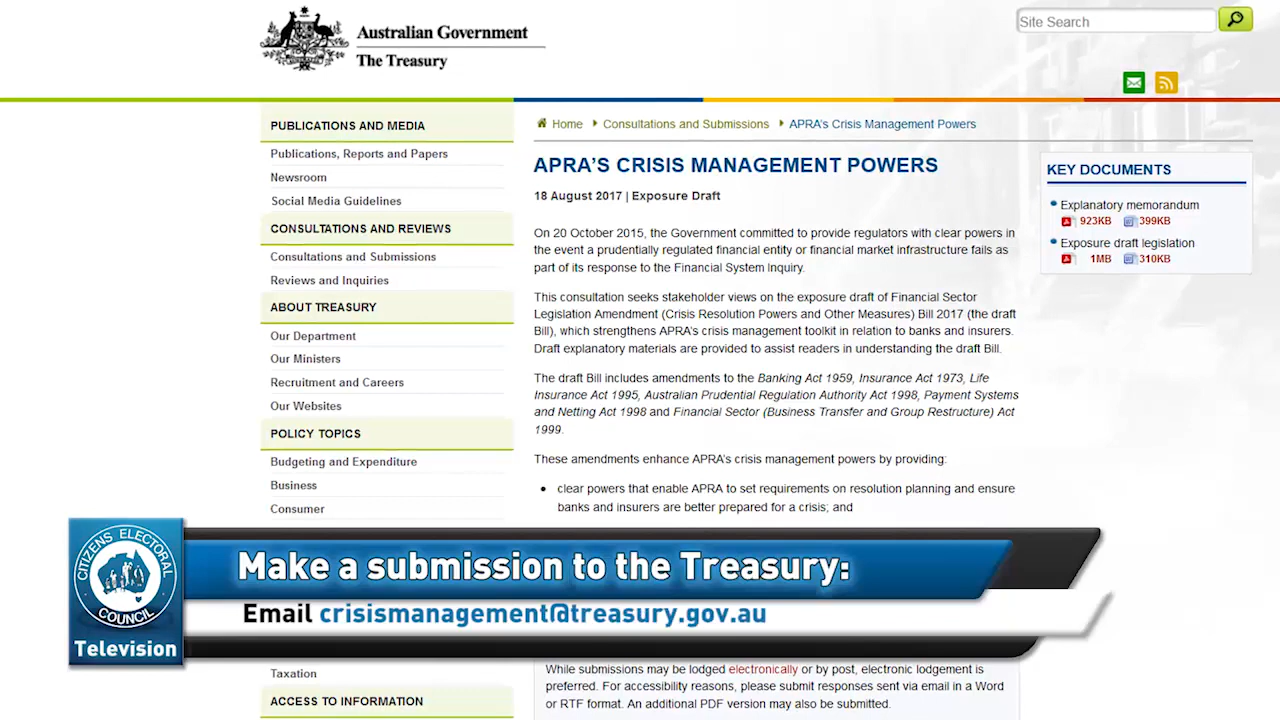 Australian Government
The Treasury
Site Search
PUBLICATIONS AND MEDIA
Publications, Reports and Papers
Newsroom
Social Media Guidelines
CONSULTATIONS AND REVIEWS
Consultations and Submissions
Reviews and Inquiries
ABOUT TREASURY
Our Department
Our Ministers
Recruitment and Careers
Our Websites
POLICY TOPICS
Budgeting and Expenditure
Business
Consumer
Home Consultations and Submissions APRA's Crisis Management Powers
APRA'S CRISIS MANAGEMENT POWERS
18 August 2017 | Exposure Draft
On 20 October 2015, the Government committed to provide regulators with clear powers in
the event a prudentially regulated financial entity or financial market infrastructure fails as
part of its response to the Financial System Inquiry.
This consultation seeks stakeholder views on the exposure draft of Financial Sector
Legislation Amendment (Crisis Resolution Powers and Other Measures) Bill 2017 (the draft
Bill), which strengthens APRA's crisis management toolkit in relation to banks and insurers.
Draft explanatory materials are provided to assist readers in understanding the draft Bill.
The draft Bill includes amendments to the Banking Act 1959, Insurance Act 1973, Life
Insurance Act 1995, Australian Prudential Regulation Authority Act 1998, Payment Systems
and Netting Act 1998 and Financial Sector (Business Transfer and Group Restructure) Act
1999.
These amendments enhance APRA's crisis management powers by providing:
• clear powers that enable APRA to set requirements on resolution planning and ensure
banks and insurers are better prepared for a crisis; and
KEY DOCUMENTS
• Explanatory memorandum
923KB 399KB
• Exposure draft legislation
1MB 310KB
CITIZENS ELECTORAL
COUNCIL
Television
Make a submission to the Treasury:
Email crisismanagement@treasury.gov.au
Taxation
ACCESS TO INFORMATION
While submissions may be lodged electronically or by post, electronic lodgement is
preferred. For accessibility reasons, please submit responses sent via email in a Word
or RTF format. An additional PDF version may also be submitted.